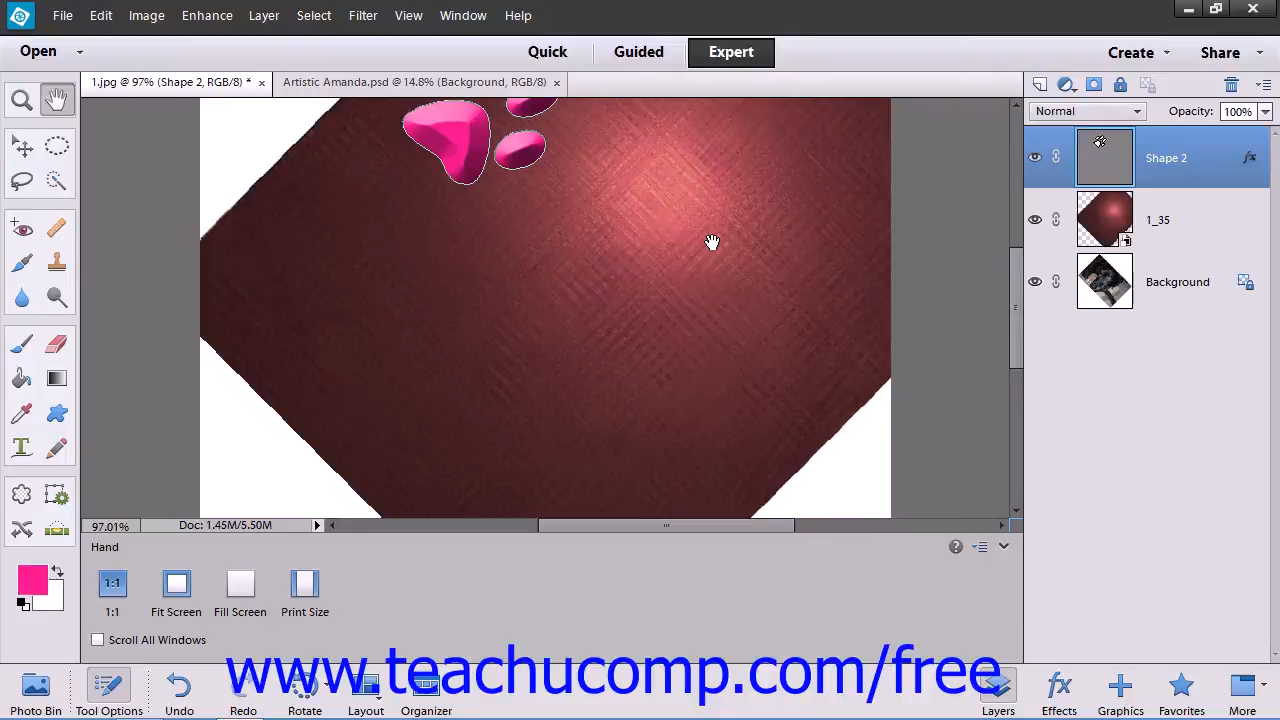 File Edit Image Enhance Layer Select Filter View Window Help
Open Quick Guided Expert Create Share
1.jpg @ 97% (Shape 2, RGB/8) * × Artistic Amanda.psd @ 14.8% (Background, RGB/8) ×
Normal Opacity: 100%
Shape 2 fx
1_35
Background
T
97.01% Doc: 1.45M/5.50M
Hand
1:1
1:1 Fit Screen Fill Screen Print Size
Scroll All Windows
www.teachucomp.com/free
Photo Bin Tool Options Undo Redo Rotate Layout Organizer Layers Effects Graphics Favorites More